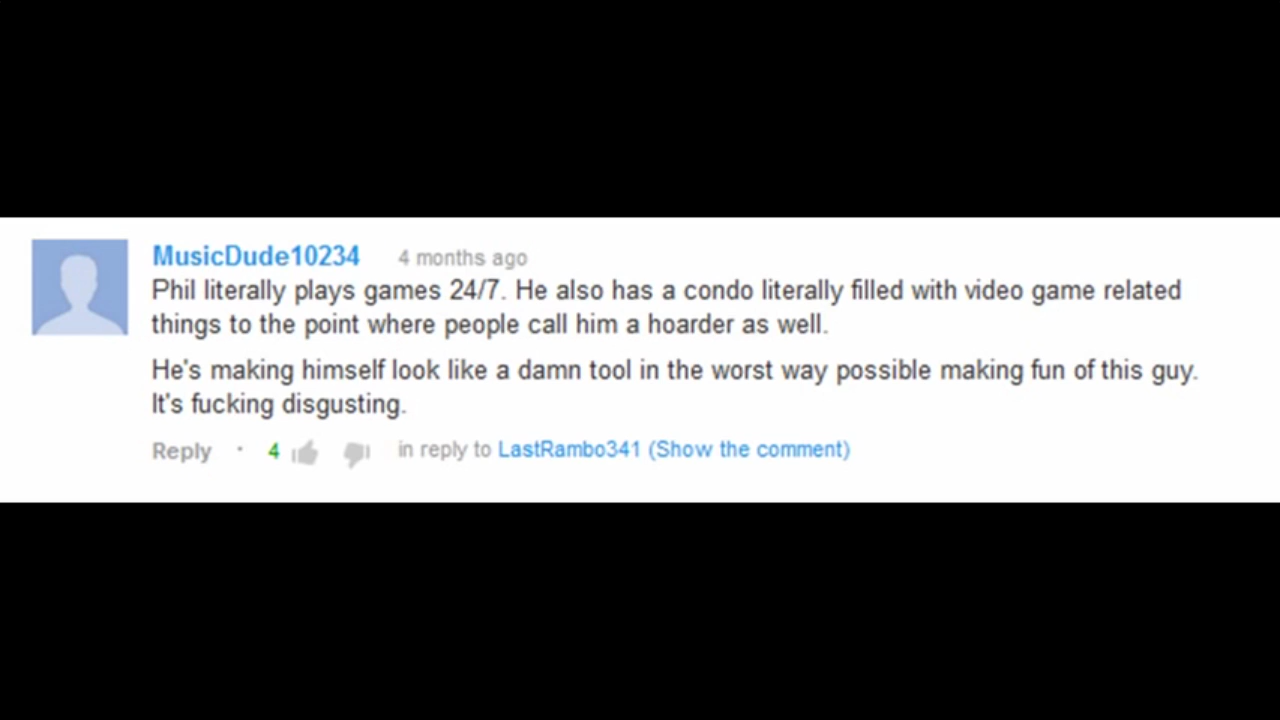 MusicDude10234 4 months ago
Phil literally plays games 24/7. He also has a condo literally filled with video game related
things to the point where people call him a hoarder as well.
He's making himself look like a damn tool in the worst way possible making fun of this guy.
It's fucking disgusting.
Reply · 4 in reply to LastRambo341 (Show the comment)